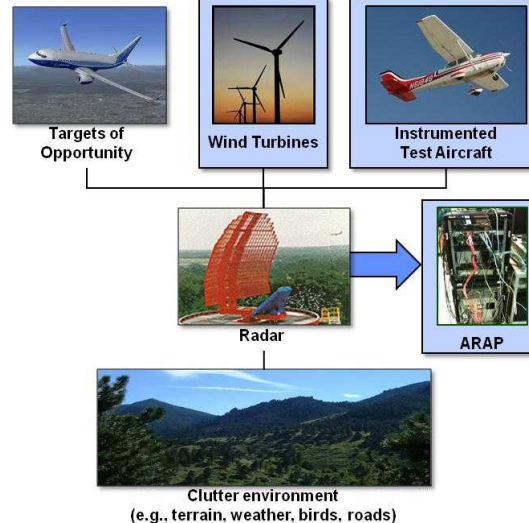 Targets of
Opportunity
Wind Turbines
Instrumented
Test Aircraft
Radar
ARAP
Clutter environment
(e.g., terrain, weather, birds, roads)